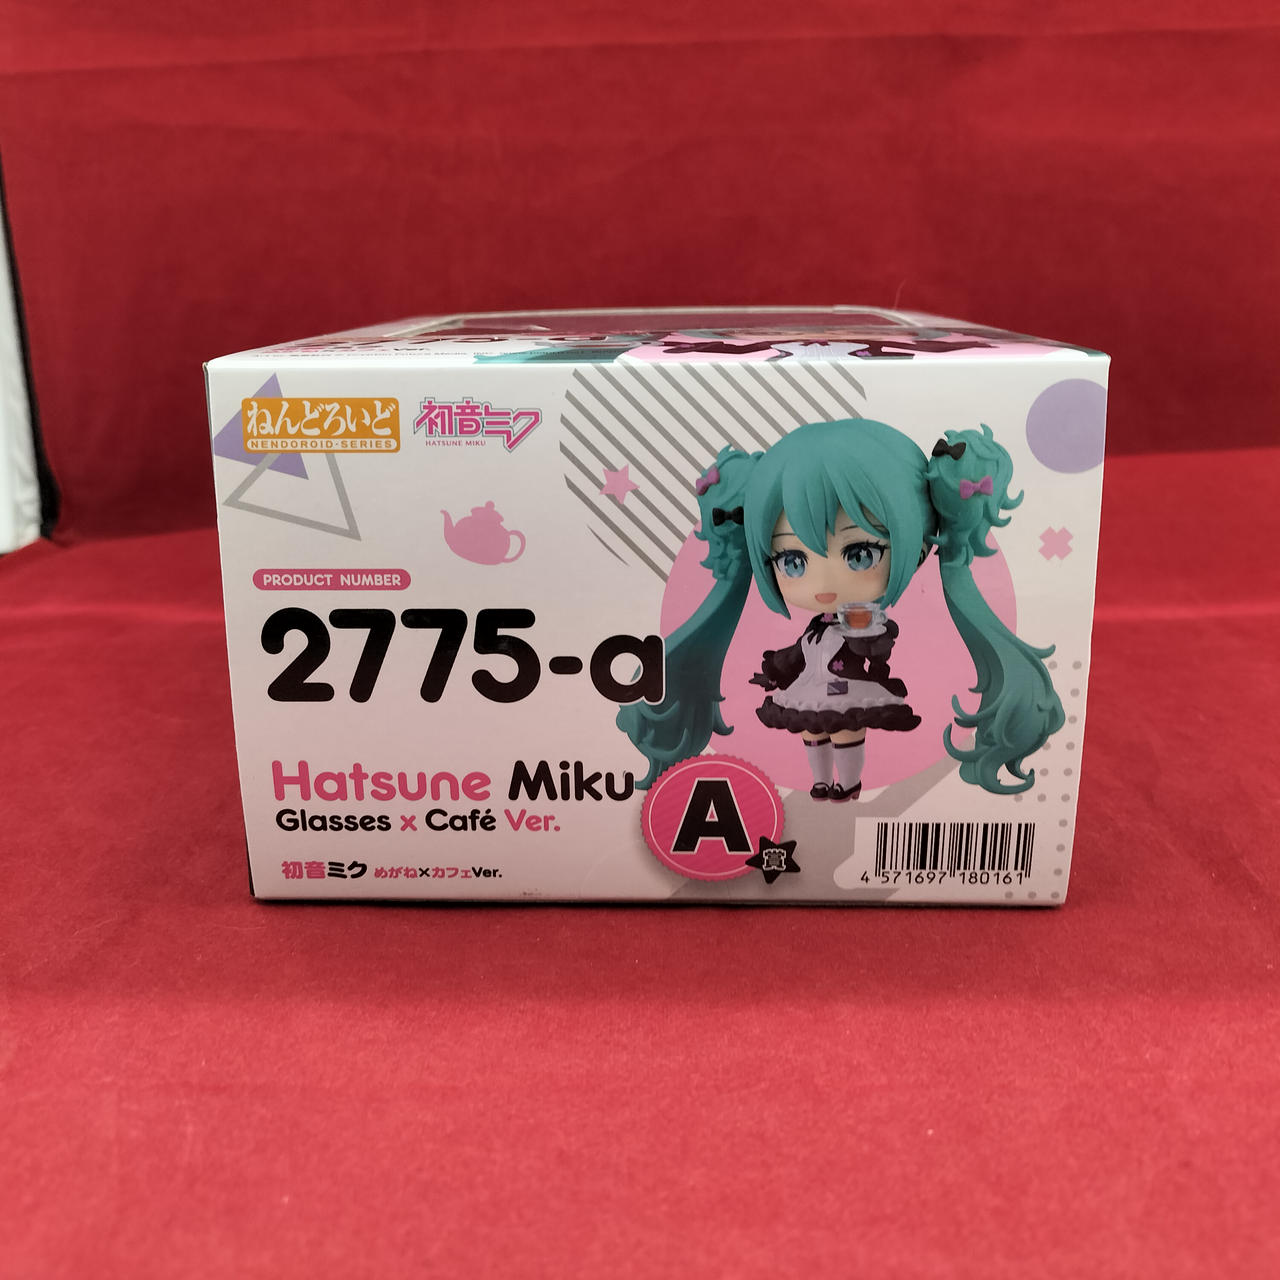 ねんどろいど
NENDOROID·SERIES
初音ミク
HATSUNE MIKU
PRODUCT NUMBER
2775-a
Hatsune Miku
Glasses x Café Ver.
初音ミク めがね×カフェVer.
A
賞
4 571697 180161